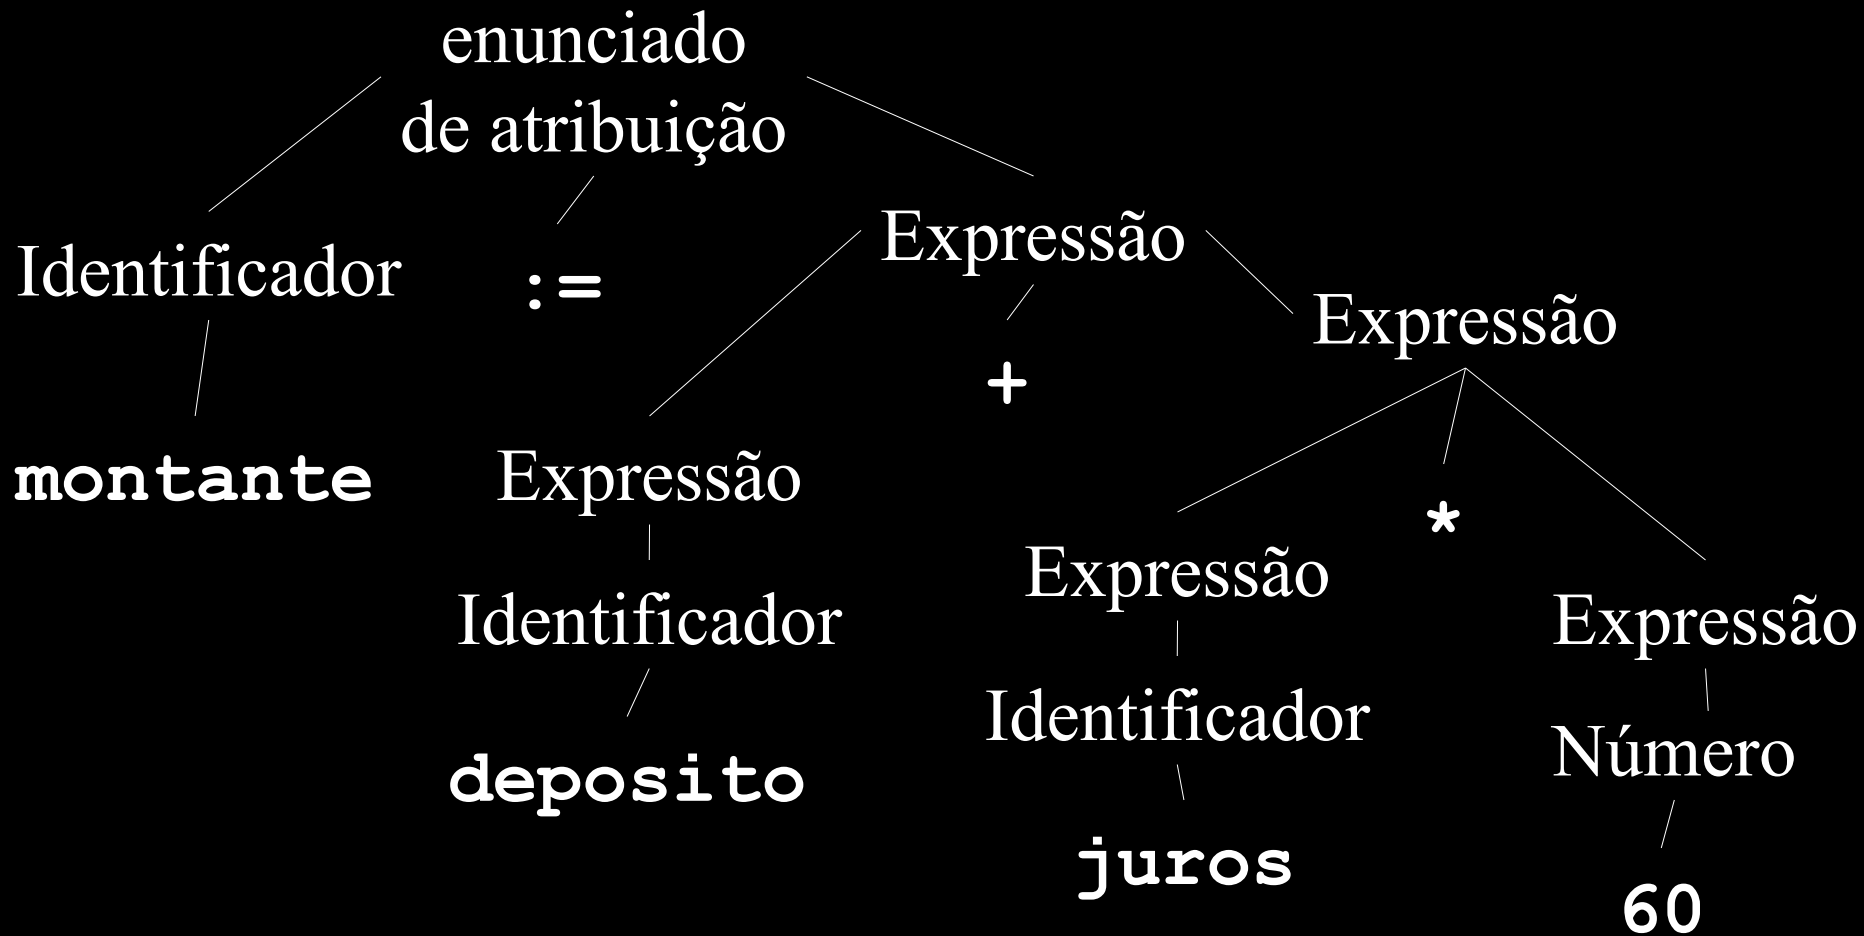 enunciado
de atribuição
Identificador
:=
Expressão
Expressão
+
montante
Expressão
*
Expressão
Identificador
Expressão
Identificador
Número
deposito
juros
60